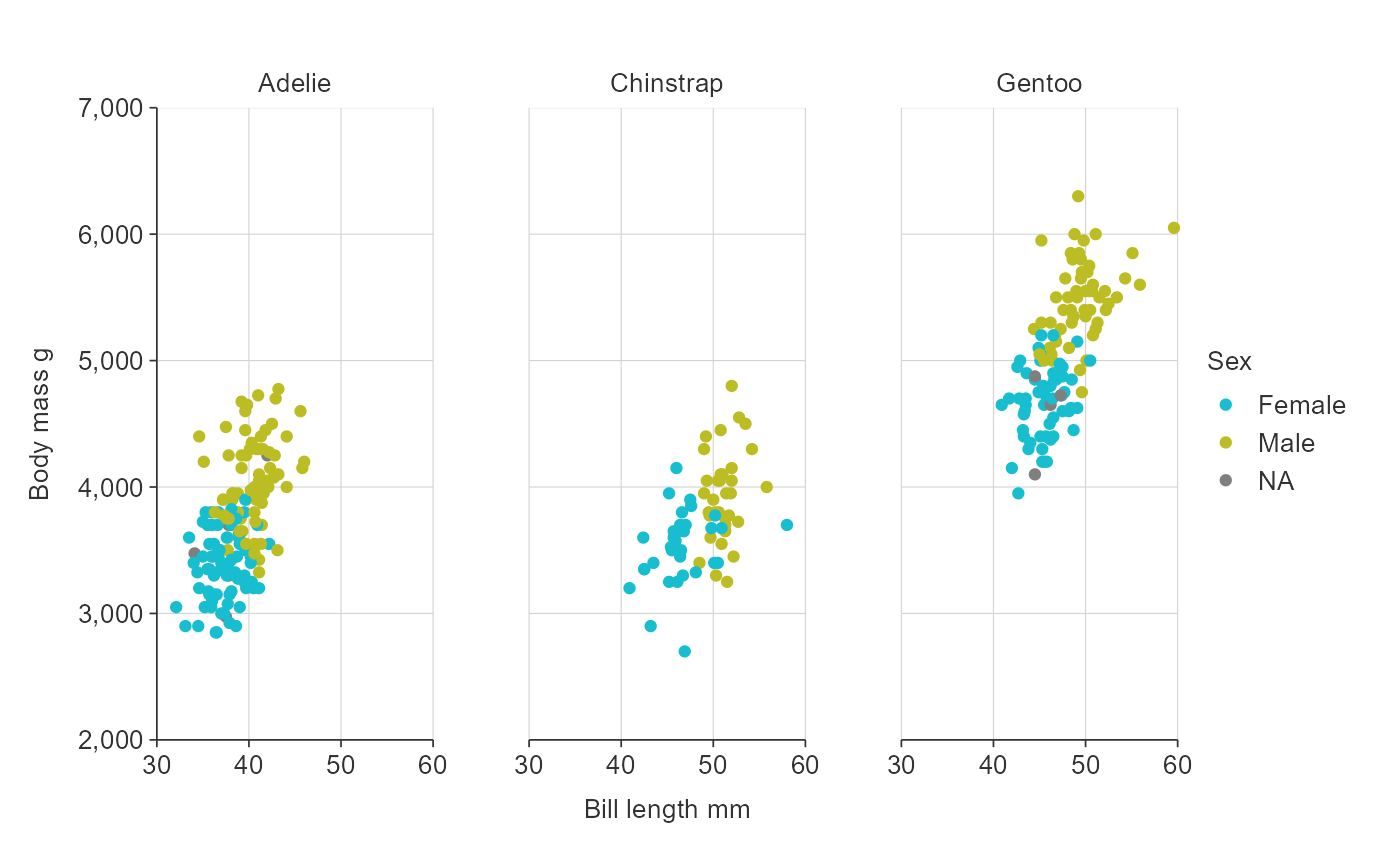 Adelie Chinstrap Gentoo
7,000
6,000
5,000
4,000
3,000
2,000
Body mass g
30 40 50 60 30 40 50 60 30 40 50 60
Bill length mm
Sex
Female
Male
NA